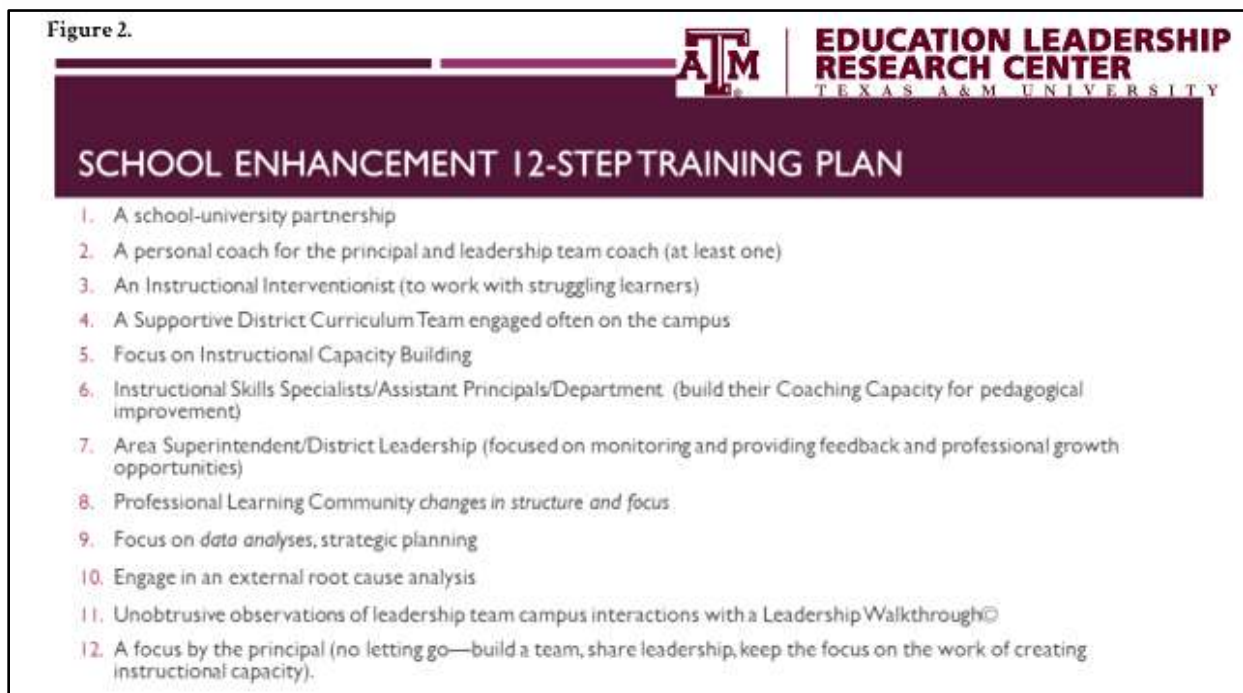 Figure 2.
ATM
EDUCATION LEADERSHIP
RESEARCH CENTER
TEXAS A&M UNIVERSITY
SCHOOL ENHANCEMENT 12-STEP TRAINING PLAN
1. A school-university partnership
2. A personal coach for the principal and leadership team coach (at least one)
3. An Instructional Interventionist (to work with struggling learners)
4. A Supportive District Curriculum Team engaged often on the campus
5. Focus on Instructional Capacity Building
6. Instructional Skills Specialists/Assistant Principals/Department (build their Coaching Capacity for pedagogical
improvement)
7. Area Superintendent/District Leadership (focused on monitoring and providing feedback and professional growth
opportunities)
8. Professional Learning Community changes in structure and focus
9. Focus on data analyses, strategic planning
10. Engage in an external root cause analysis
11. Unobtrusive observations of leadership team campus interactions with a Leadership Walkthrough©
12. A focus by the principal (no letting go—build a team, share leadership, keep the focus on the work of creating
instructional capacity).